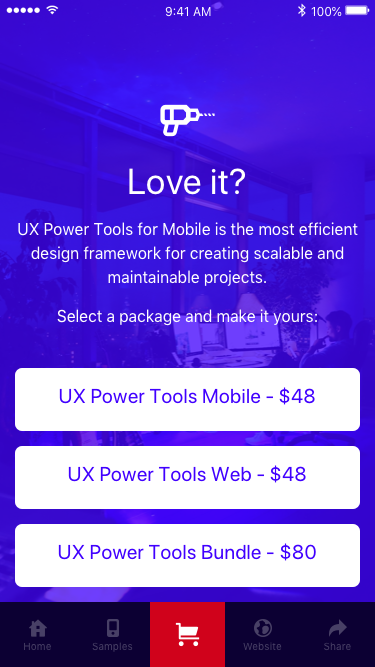 9:41 AM 100%
Love it?
UX Power Tools for Mobile is the most efficient
design framework for creating scalable and
maintainable projects.
Select a package and make it yours:
UX Power Tools Mobile - $48
UX Power Tools Web - $48
UX Power Tools Bundle - $80
Home Samples Website Share